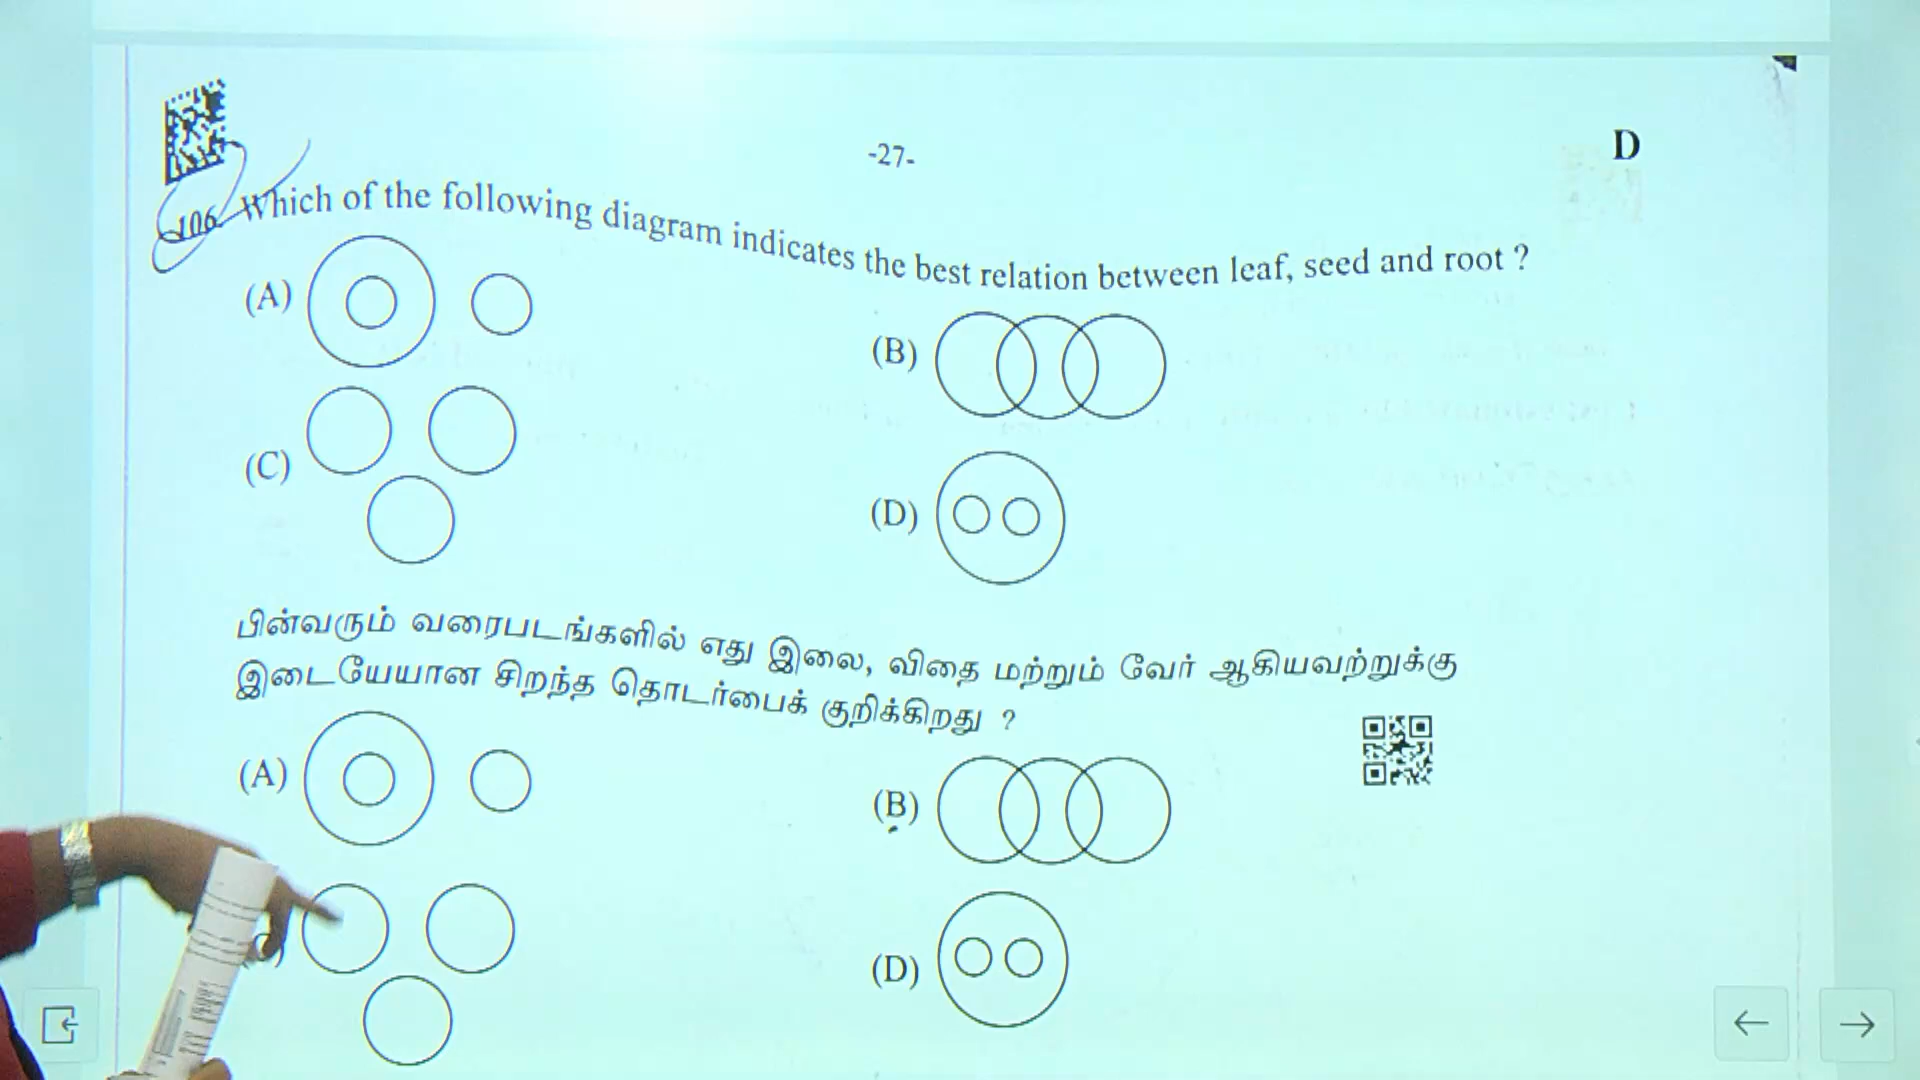 -27-
D
106. Which of the following diagram indicates the best relation between leaf, seed and root ?
(A)
(B)
(C)
(D)
பின்வரும் வரைபடங்களில் எது இலை, விதை மற்றும் வேர் ஆகியவற்றுக்கு
இடையேயான சிறந்த தொடர்பைக் குறிக்கிறது ?
(A)
(B)
(D)